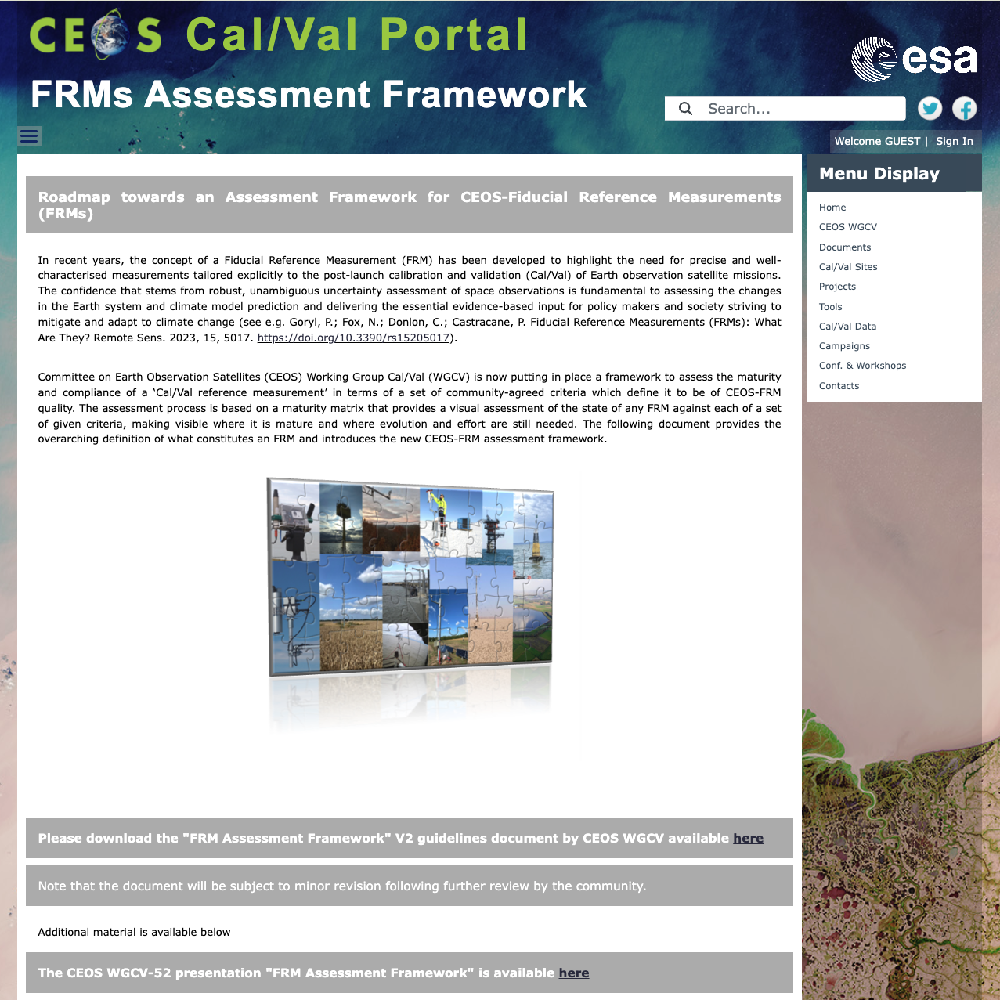 CEOS Cal/Val Portal
esa
FRMs Assessment Framework
Search...
Welcome GUEST | Sign In
Roadmap towards an Assessment Framework for CEOS-Fiducial Reference Measurements
(FRMs)
In recent years, the concept of a Fiducial Reference Measurement (FRM) has been developed to highlight the need for precise and well-
characterised measurements tailored explicitly to the post-launch calibration and validation (Cal/Val) of Earth observation satellite missions.
The confidence that stems from robust, unambiguous uncertainty assessment of space observations is fundamental to assessing the changes
in the Earth system and climate model prediction and delivering the essential evidence-based input for policy makers and society striving to
mitigate and adapt to climate change (see e.g. Goryl, P.; Fox, N.; Donlon, C.; Castracane, P. Fiducial Reference Measurements (FRMs): What
Are They? Remote Sens. 2023, 15, 5017. https://doi.org/10.3390/rs15205017).
Committee on Earth Observation Satellites (CEOS) Working Group Cal/Val (WGCV) is now putting in place a framework to assess the maturity
and compliance of a ‘Cal/Val reference measurement’ in terms of a set of community-agreed criteria which define it to be of CEOS-FRM
quality. The assessment process is based on a maturity matrix that provides a visual assessment of the state of any FRM against each of a set
of given criteria, making visible where it is mature and where evolution and effort are still needed. The following document provides the
overarching definition of what constitutes an FRM and introduces the new CEOS-FRM assessment framework.
Please download the "FRM Assessment Framework" V2 guidelines document by CEOS WGCV available here
Note that the document will be subject to minor revision following further review by the community.
Additional material is available below
The CEOS WGCV-52 presentation "FRM Assessment Framework" is available here
Menu Display
Home
CEOS WGCV
Documents
Cal/Val Sites
Projects
Tools
Cal/Val Data
Campaigns
Conf. & Workshops
Contacts